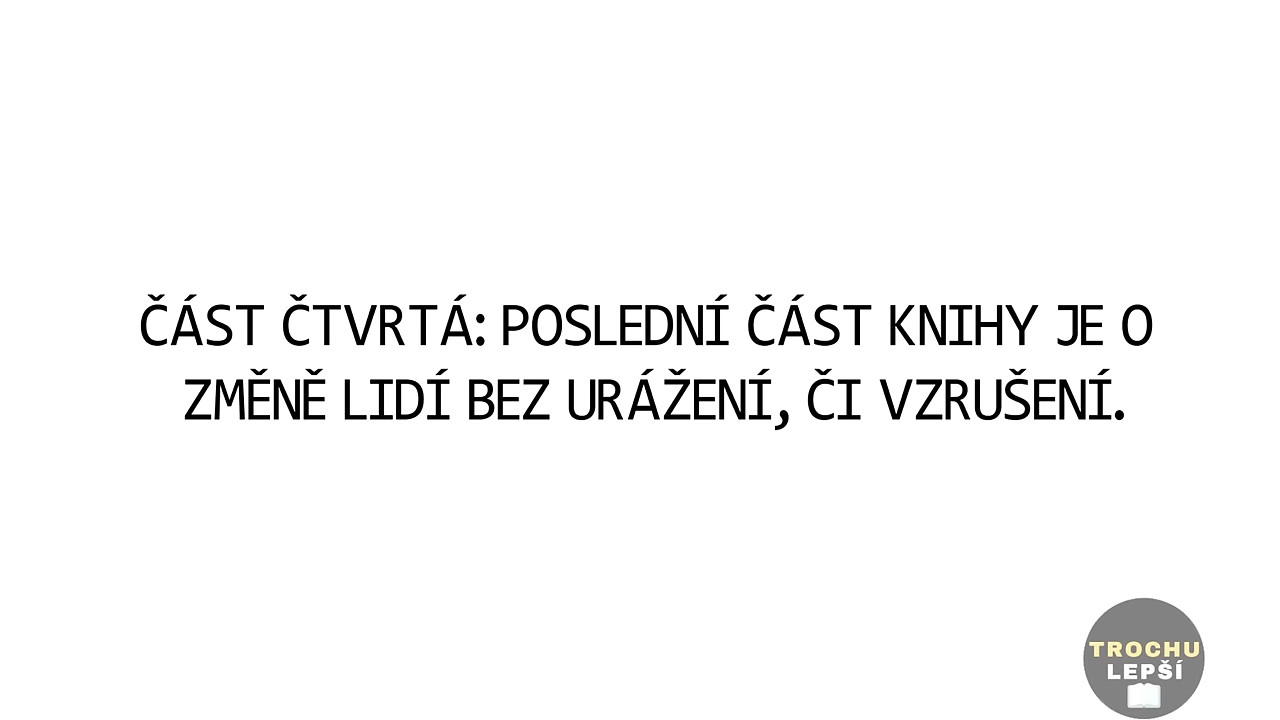 ČÁST ČTVRTÁ: POSLEDNÍ ČÁST KNIHY JE O
ZMĚNĚ LIDÍ BEZ URÁŽENÍ, ČI VZRUŠENÍ.
TROCHU
LEPŠÍ